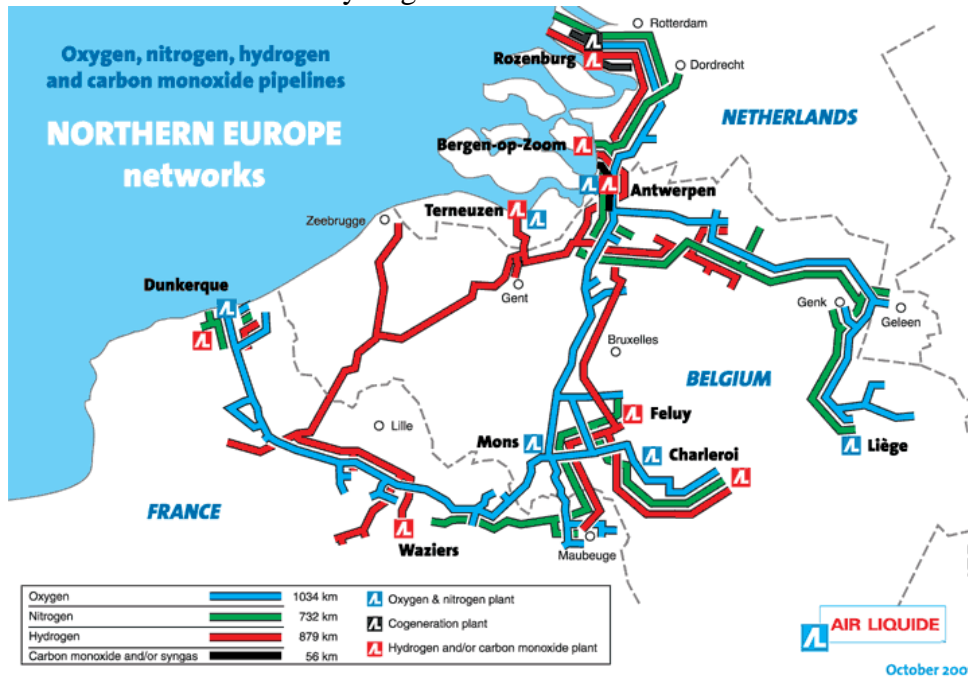 Oxygen, nitrogen, hydrogen
and carbon monoxide pipelines
NORTHERN EUROPE
networks
Rotterdam
Rozenburg
Dordrecht
NETHERLANDS
Bergen-op-Zoom
Antwerpen
Terneuzen
Zeebrugge
Dunkerque
Gent
Genk
Geleen
Bruxelles
BELGIUM
Lille
Feluy
Mons
Charleroi
Liège
FRANCE
Waziers
Maubeuge
Oxygen 1034 km
Nitrogen 732 km
Hydrogen 879 km
Carbon monoxide and/or syngas 56 km
Oxygen & nitrogen plant
Cogeneration plant
Hydrogen and/or carbon monoxide plant
AIR LIQUIDE
October 200